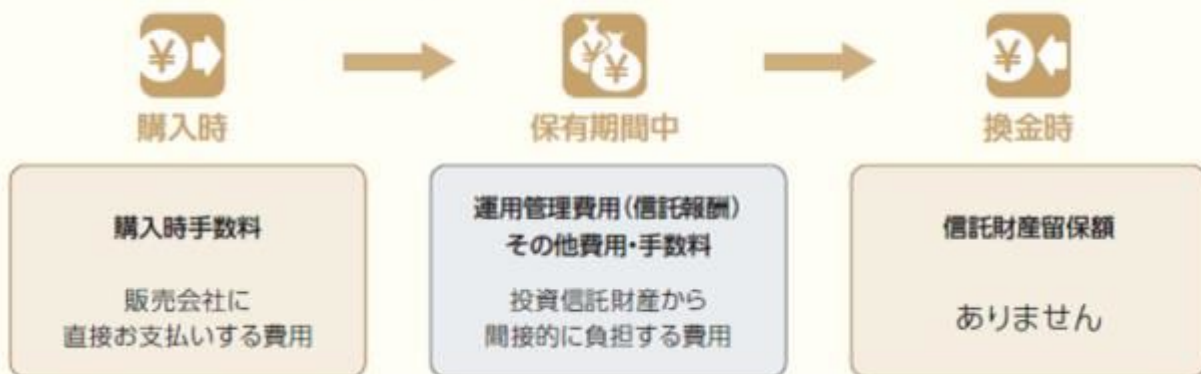 購入時
保有期間中
換金時
購入時手数料
販売会社に
直接お支払いする費用
運用管理費用(信託報酬)
その他費用・手数料
投資信託財産から
間接的に負担する費用
信託財産留保額
ありません